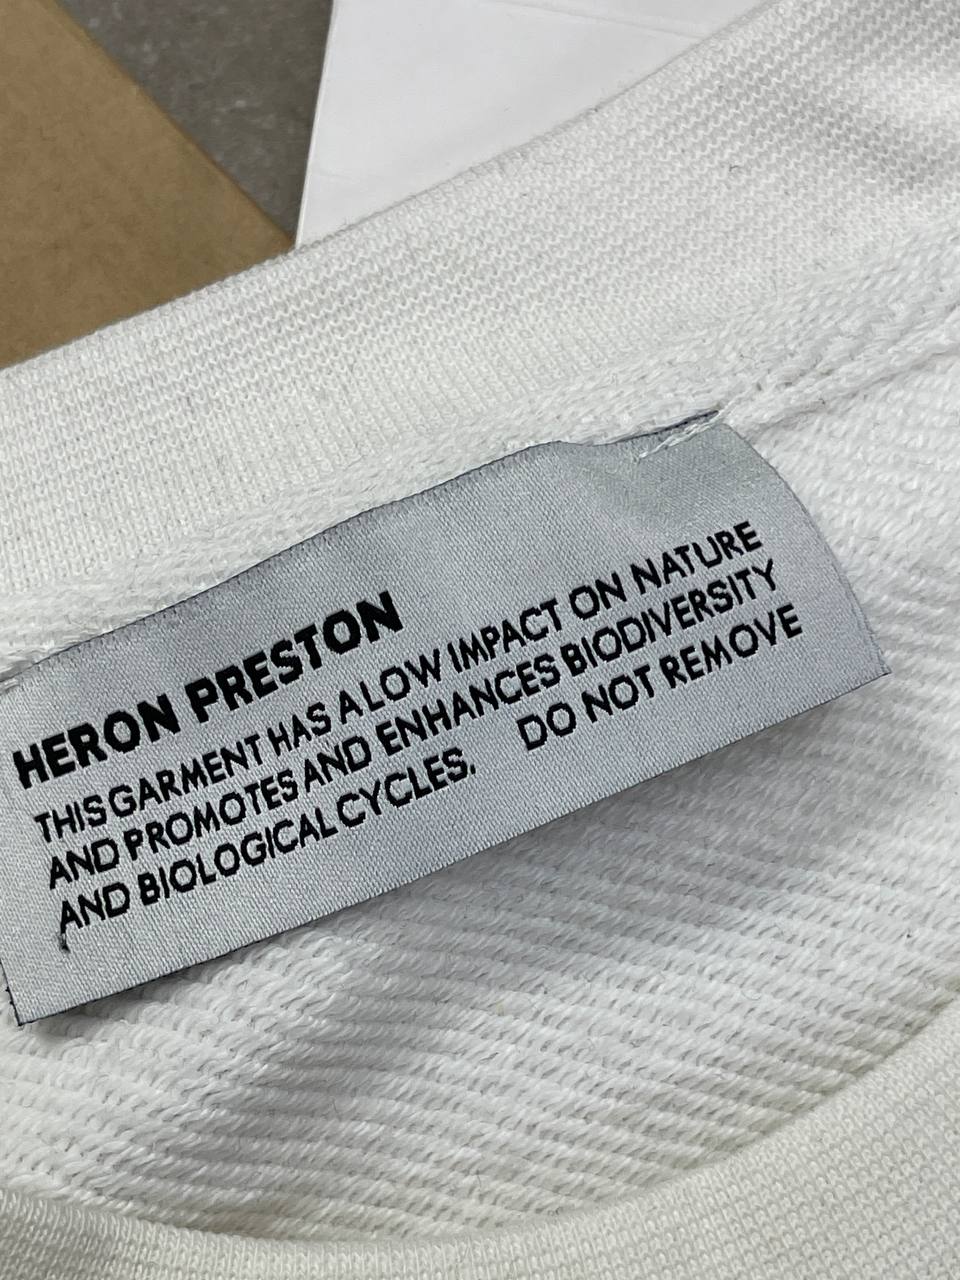 HERON PRESTON
THIS GARMENT HAS A LOW IMPACT ON NATURE
AND PROMOTES AND ENHANCES BIODIVERSITY
AND BIOLOGICAL CYCLES. DO NOT REMOVE